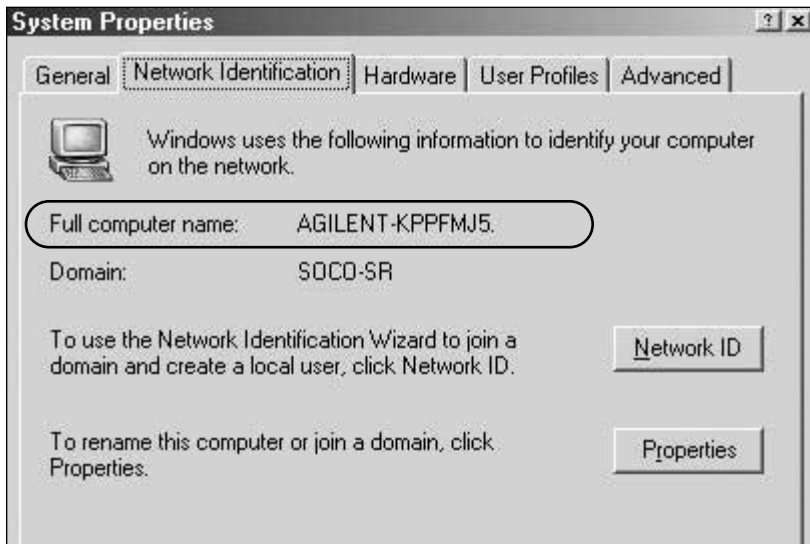 System Properties
? x
General Network Identification Hardware User Profiles Advanced
Windows uses the following information to identify your computer
on the network.
Full computer name: AGILENT-KPPFMJ5.
Domain: SOCO-SR
To use the Network Identification Wizard to join a
domain and create a local user, click Network ID.
Network ID
To rename this computer or join a domain, click
Properties.
Properties